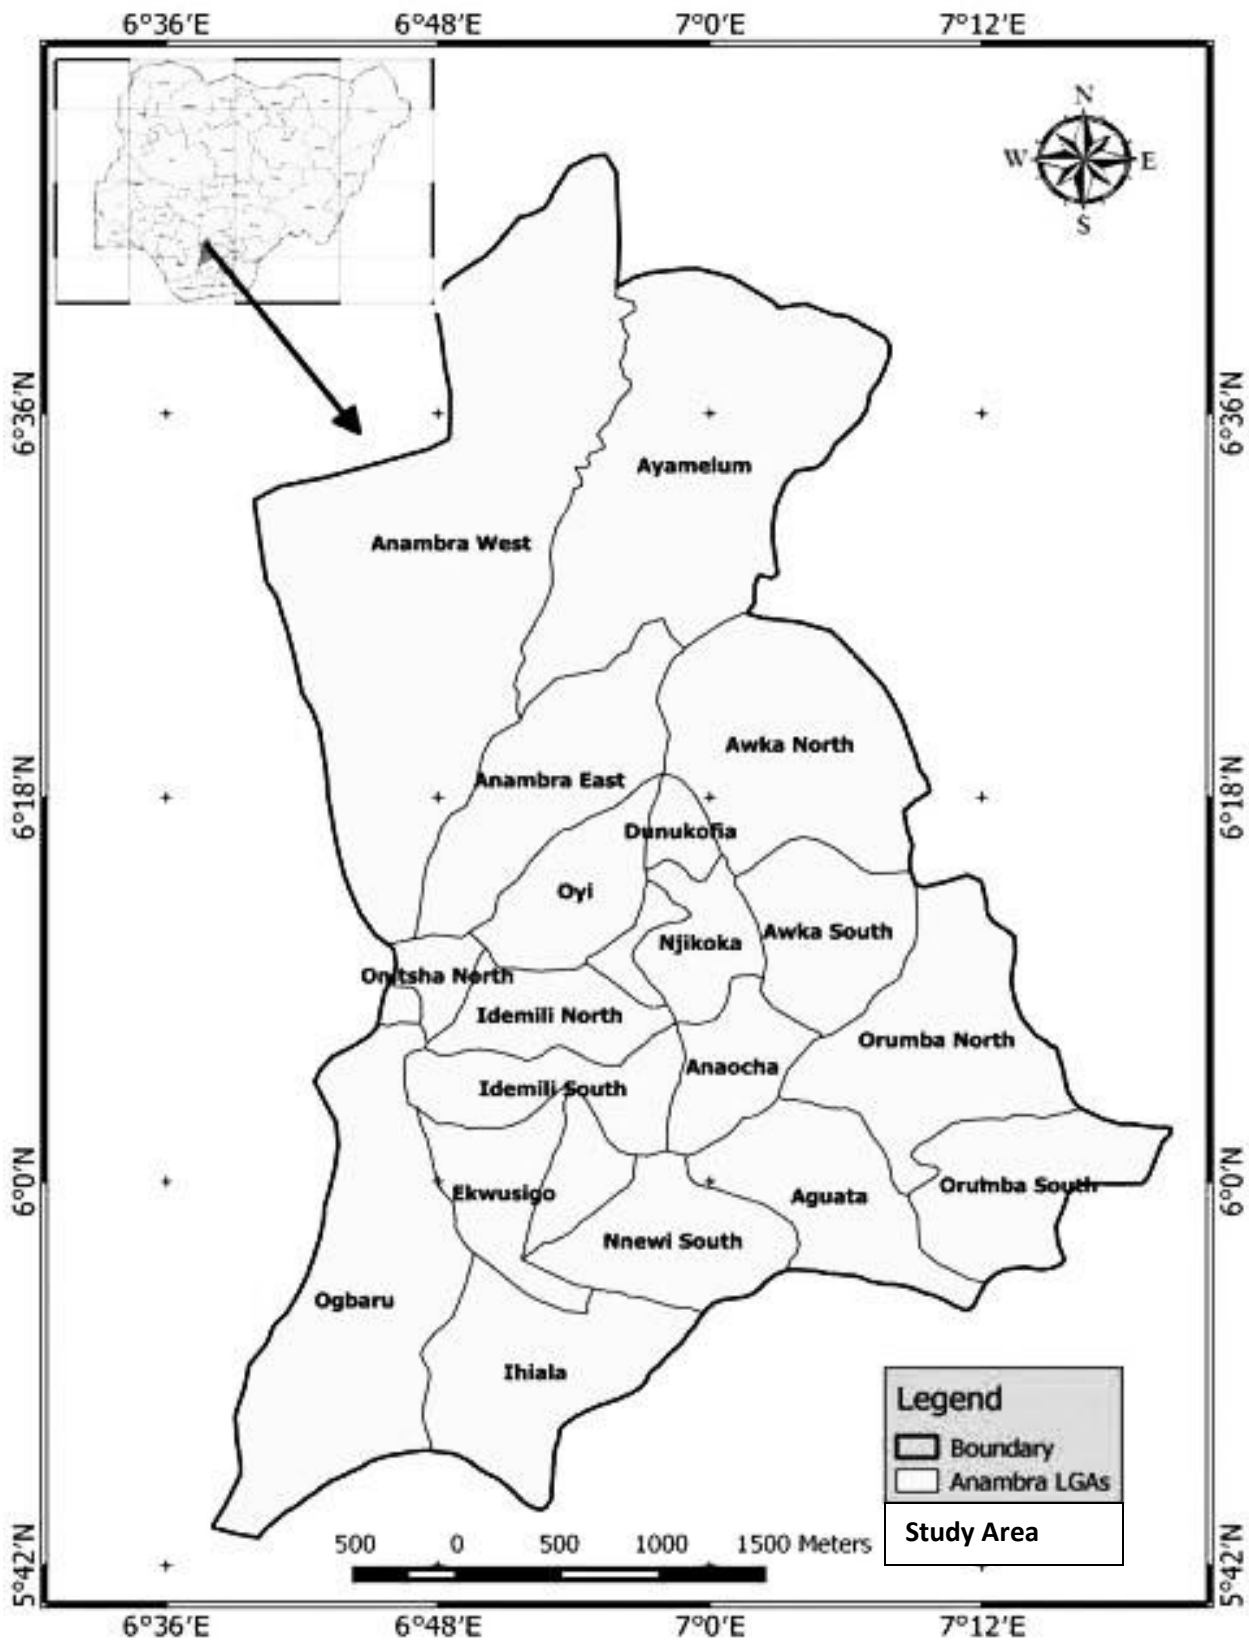 6°36′E 6°48′E 7°0′E 7°12′E
N
W E
S
6°36′N 6°36′N
Ayamelum
Anambra West
Awka North
Anambra East
6°18′N 6°18′N
Dunukofia
Oyi
Awka South
Njikoka
Onitsha North
Idemili North
Orumba North
Anaocha
Idemili South
6°0′N 6°0′N
Ekwusigo
Aguata
Orumba South
Nnewi South
Ogbaru
Ihiala
Legend
Boundary
Anambra LGAs
Study Area
500 0 500 1000 1500 Meters
5°42′N 5°42′N
6°36′E 6°48′E 7°0′E 7°12′E